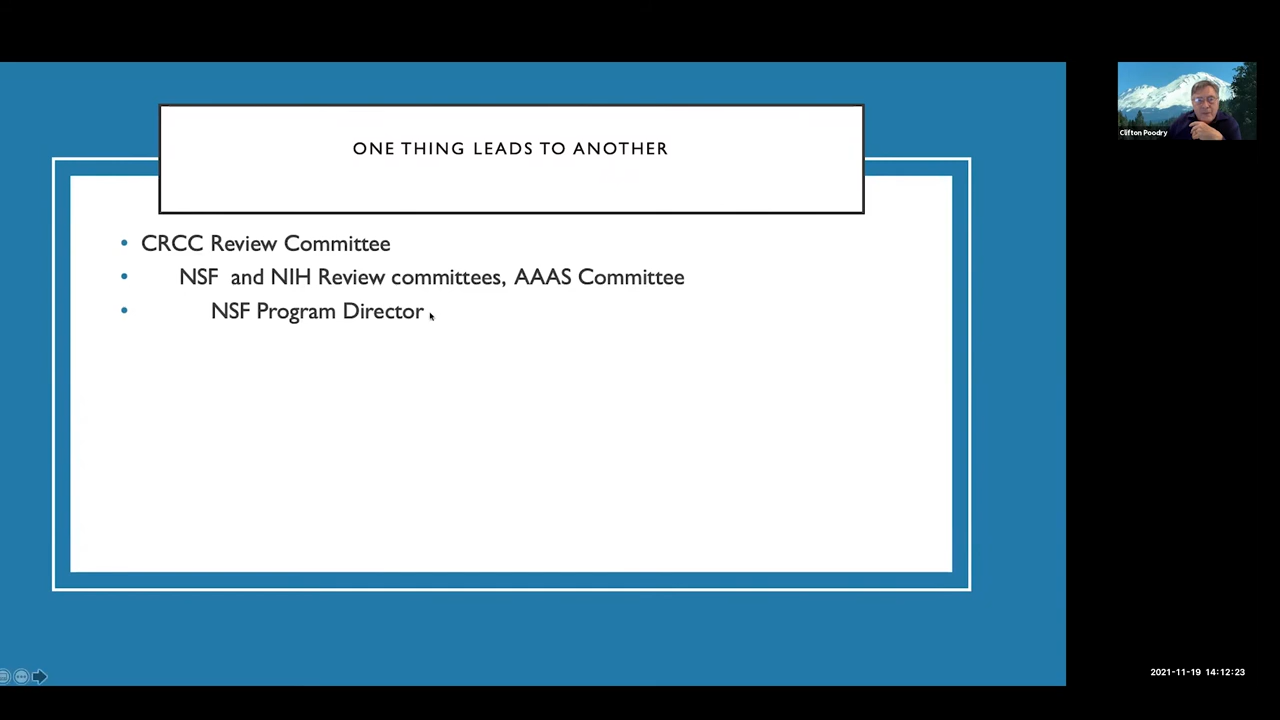 ONE THING LEADS TO ANOTHER
• CRCC Review Committee
• NSF and NIH Review committees, AAAS Committee
• NSF Program Director
Clifton Poodry
2021-11-19 14:12:23